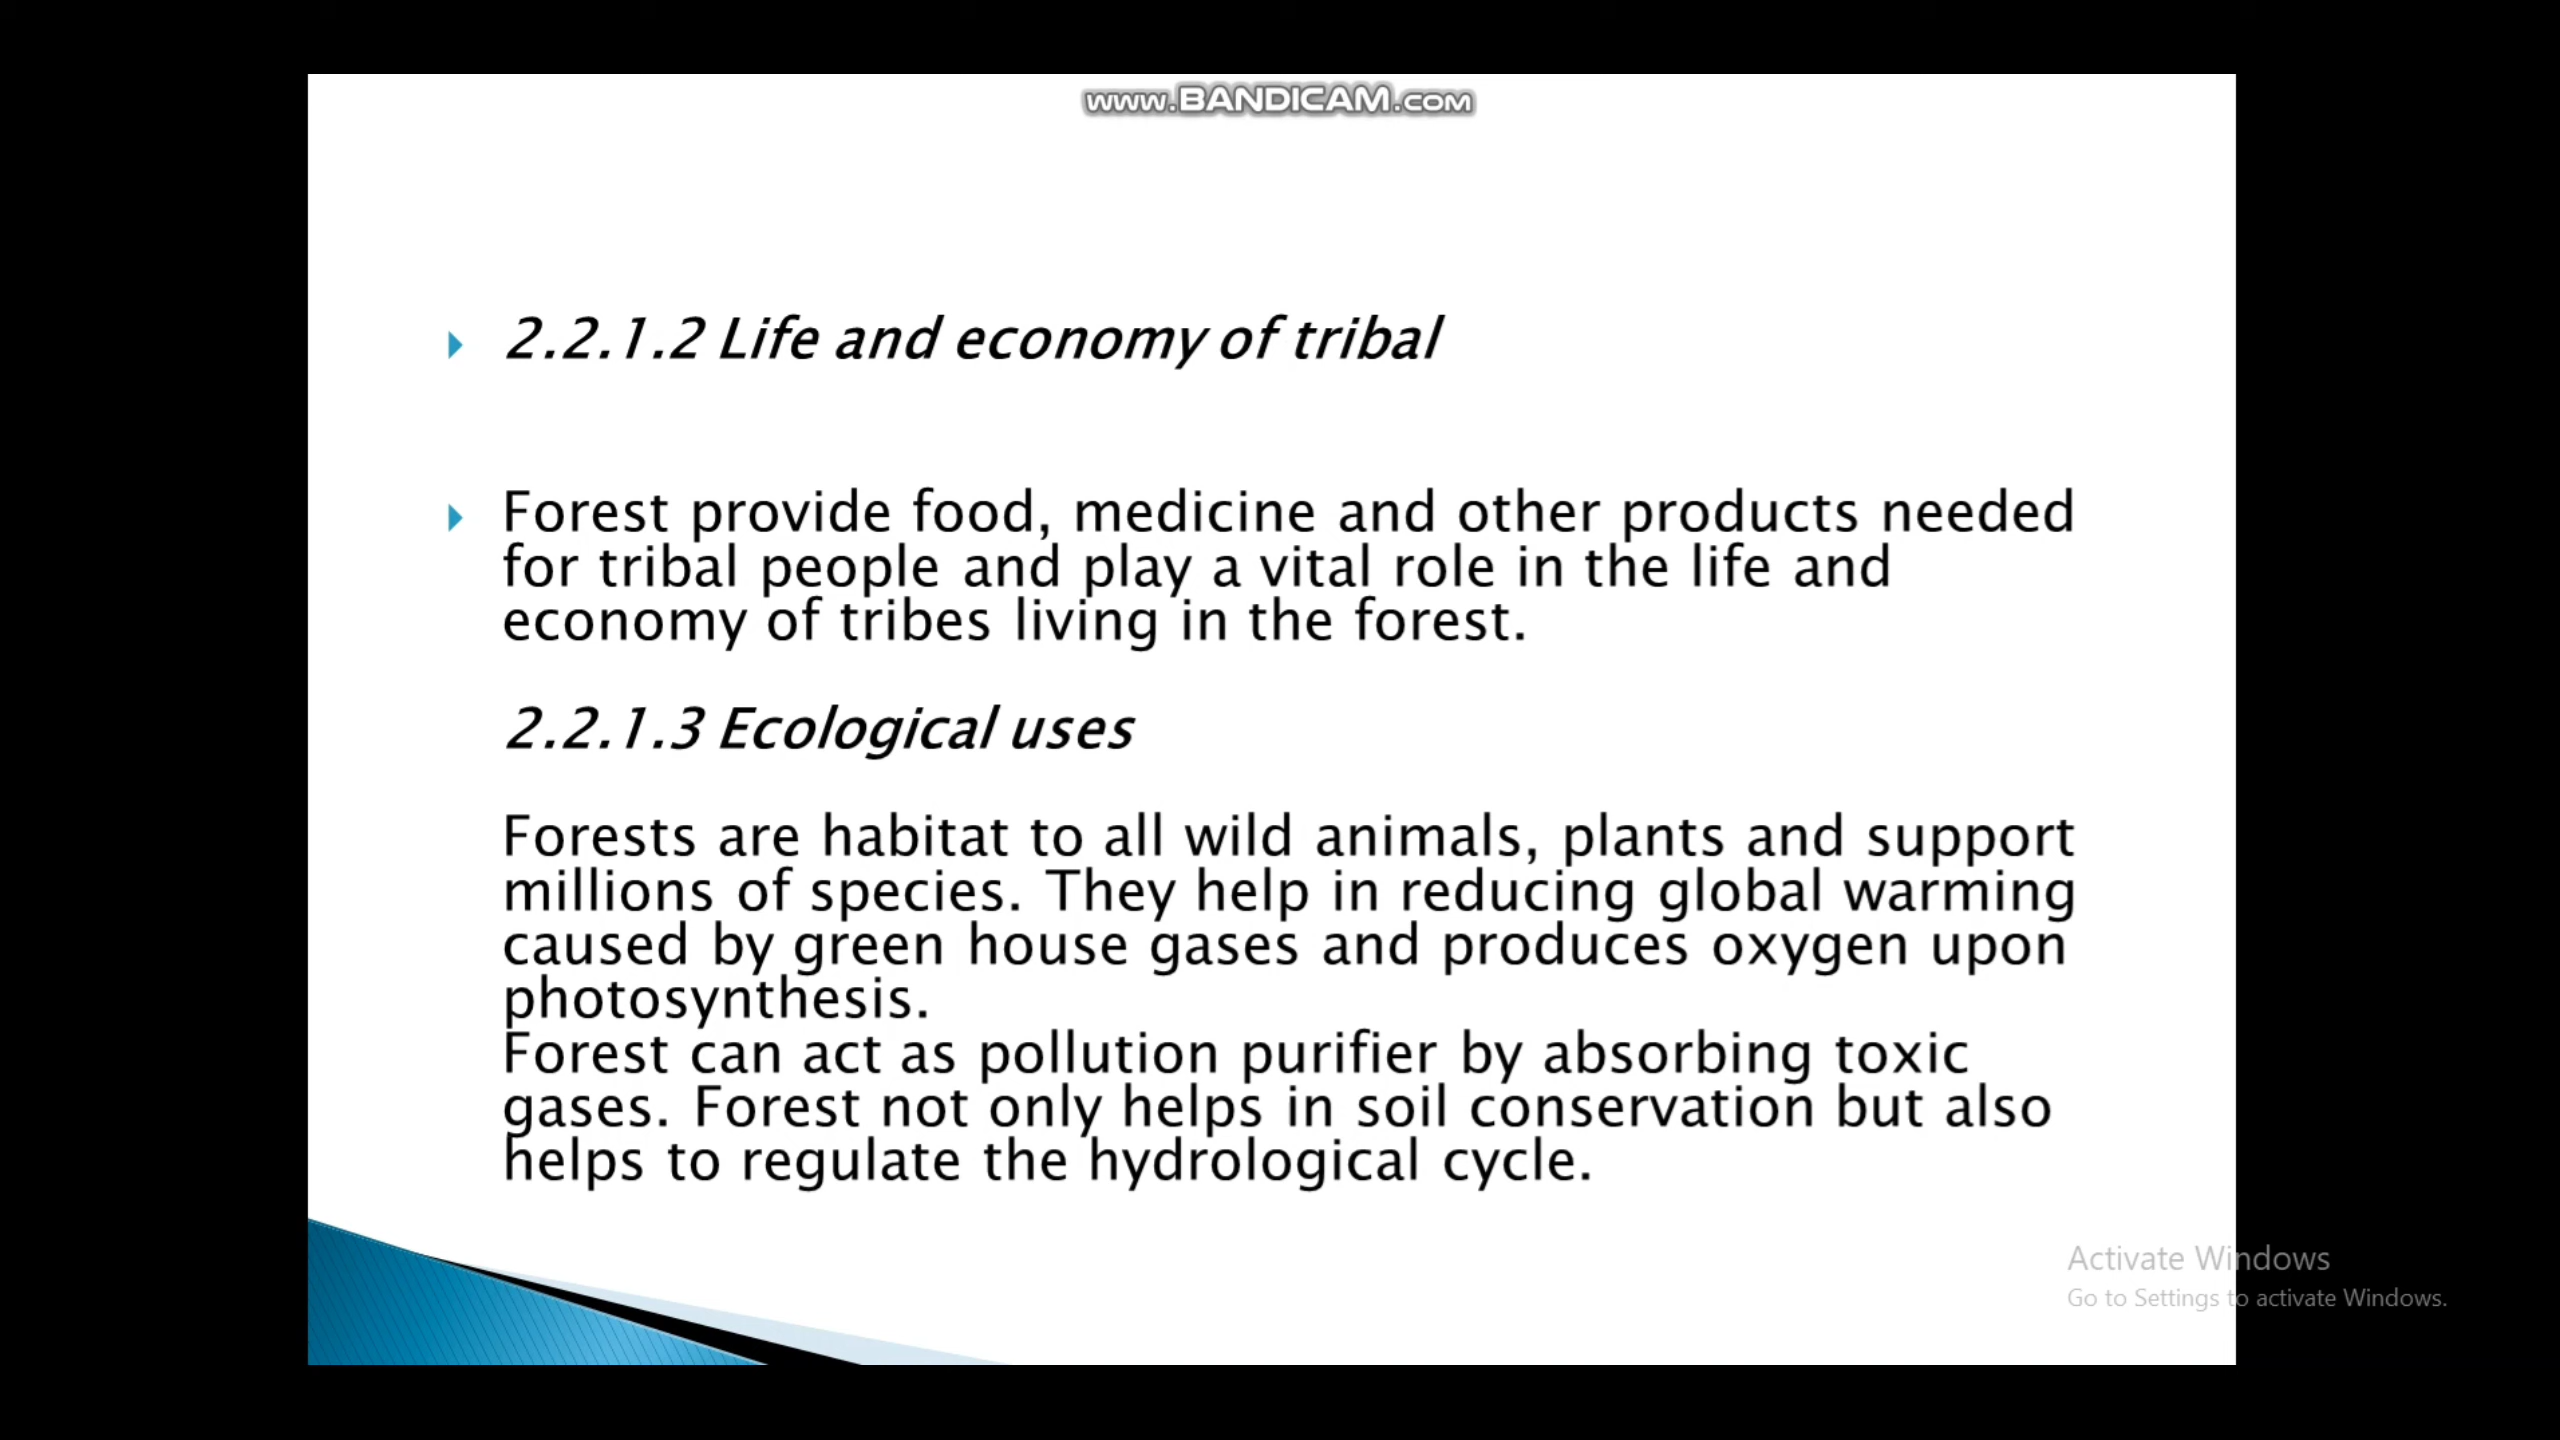 www.BANDICAM.com
2.2.1.2 Life and economy of tribal
Forest provide food, medicine and other products needed
for tribal people and play a vital role in the life and
economy of tribes living in the forest.
2.2.1.3 Ecological uses
Forests are habitat to all wild animals, plants and support
millions of species. They help in reducing global warming
caused by green house gases and produces oxygen upon
photosynthesis.
Forest can act as pollution purifier by absorbing toxic
gases. Forest not only helps in soil conservation but also
helps to regulate the hydrological cycle.
Activate Windows
Go to Settings to activate Windows.